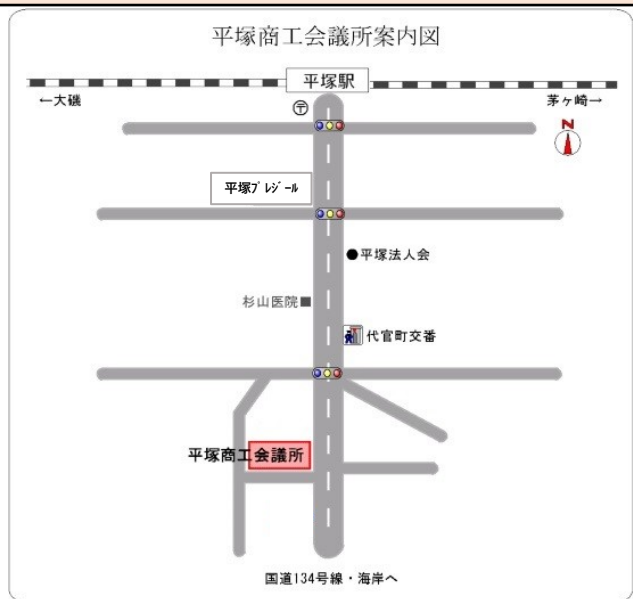 平塚商工会議所案内図
平塚駅
←大磯
茅ヶ崎→
〒
N
平塚ﾌﾟﾚｼﾞｰﾙ
●平塚法人会
杉山医院■
代官町交番
平塚商工会議所
国道134号線・海岸へ